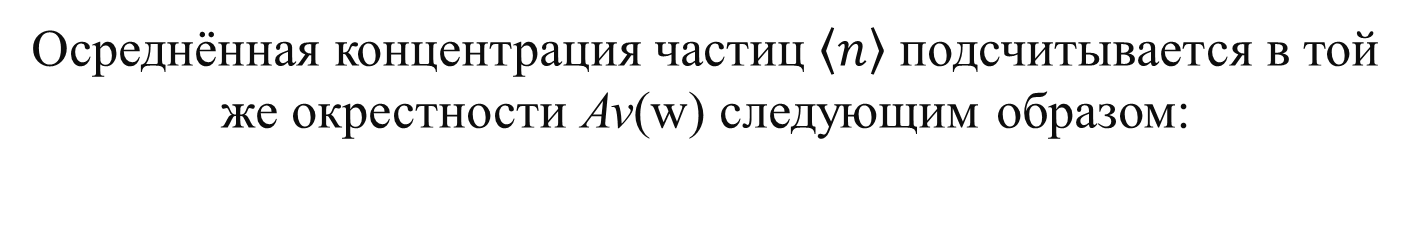 Осреднённая концентрация частиц ⟨n⟩ подсчитывается в той
же окрестности Av(w) следующим образом: